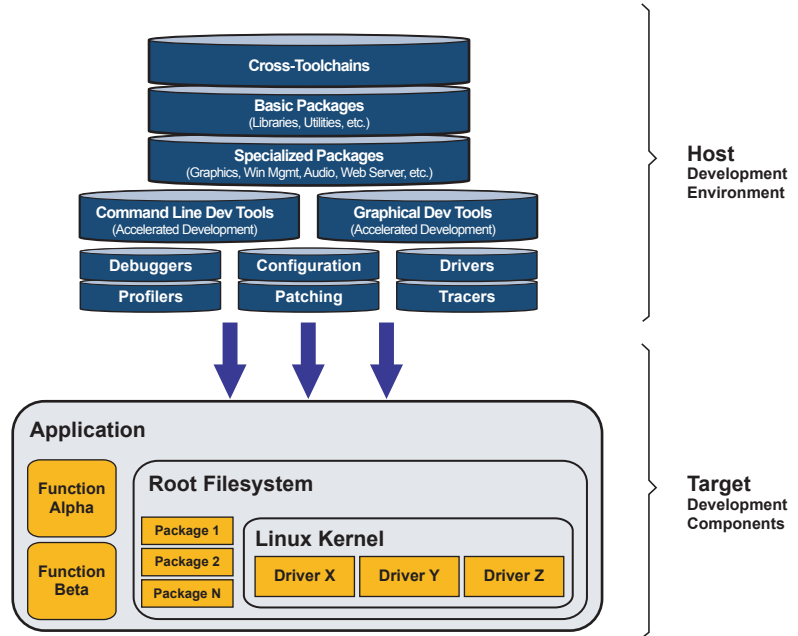 Cross-Toolchains
Basic Packages
(Libraries, Utilities, etc.)
Specialized Packages
(Graphics, Win Mgmt, Audio, Web Server, etc.)
Command Line Dev Tools
(Accelerated Development)
Graphical Dev Tools
(Accelerated Development)
Debuggers
Configuration
Drivers
Profilers
Patching
Tracers
Host
Development
Environment
Application
Function
Alpha
Function
Beta
Root Filesystem
Package 1
Package 2
Package N
Linux Kernel
Driver X
Driver Y
Driver Z
Target
Development
Components